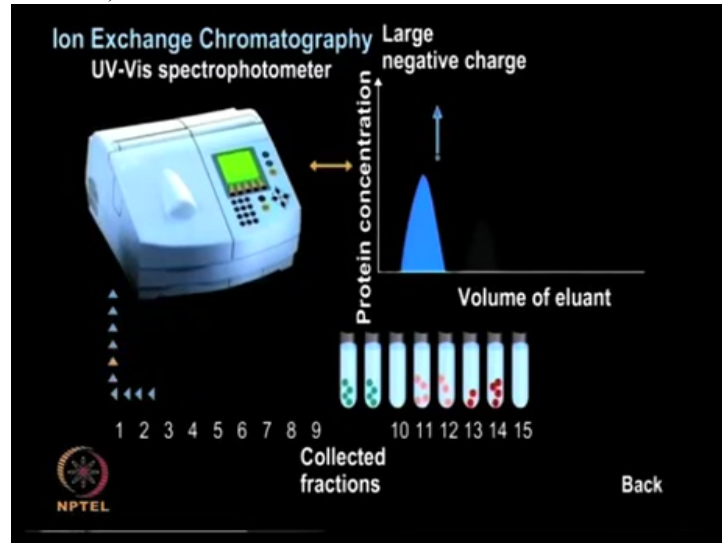 Ion Exchange Chromatography
UV-Vis spectrophotometer
Large
negative charge
Protein concentration
Volume of eluant
1 2 3 4 5 6 7 8 9 10 11 12 13 14 15
Collected
fractions
NPTEL
Back